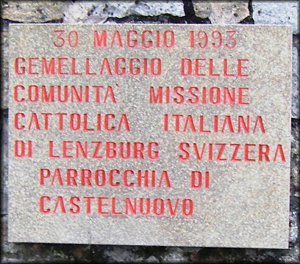 30 MAGGIO 1993
GEMELLAGGIO DELLE
COMUNITA' MISSIONE
CATTOLICA ITALIANA
DI LENZBURG SVIZZERA
PARROCCHIA DI
CASTELNUOVO